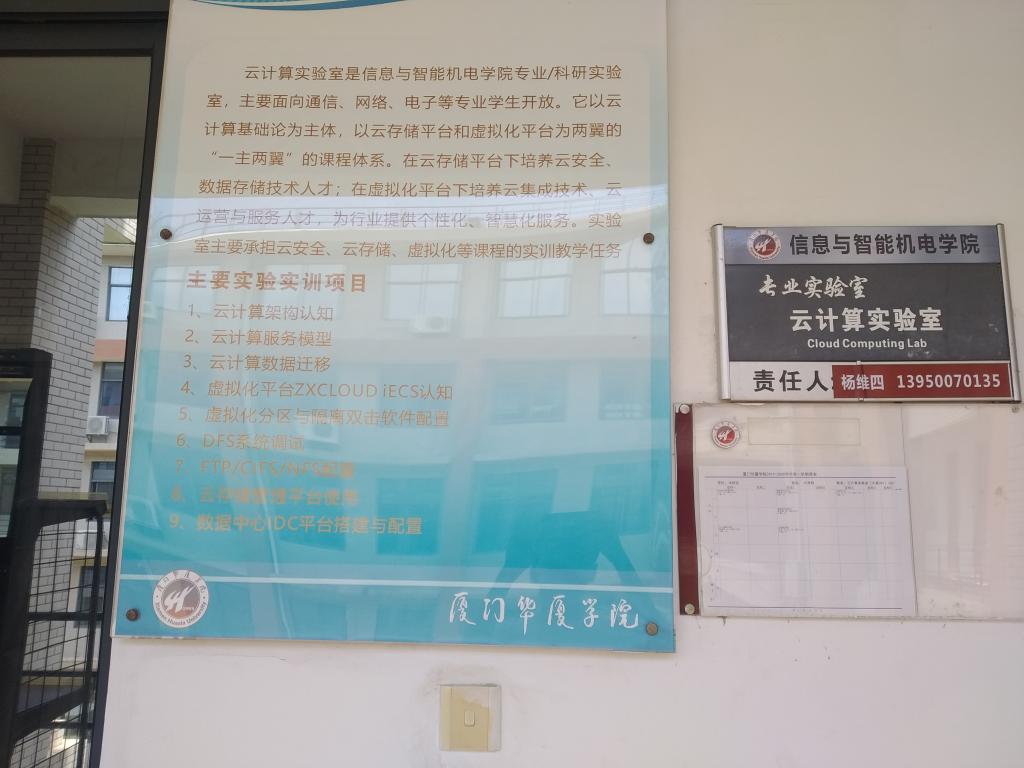 云计算实验室是信息与智能机电学院专业/科研实验
室，主要面向通信、网络、电子等专业学生开放。它以云
计算基础论为主体，以云存储平台和虚拟化平台为两翼的
“一主两翼”的课程体系。在云存储平台下培养云安全、
数据存储技术人才；在虚拟化平台下培养云集成技术、云
运营与服务人才，为行业提供个性化、智慧化服务。实验
室主要承担云安全、云存储、虚拟化等课程的实训教学任务
主要实验实训项目
1、云计算架构认知
2、云计算服务模型
3、云计算数据迁移
4、虚拟化平台ZXCLOUD iECS认知
5、虚拟化分区与隔离双击软件配置
6、DFS系统调试
7、FTP/CIFS/NFS配置
8、云存储管理平台使用
9、数据中心IDC平台搭建与配置
厦门华厦学院
信息与智能机电学院
专业实验室
云计算实验室
Cloud Computing Lab
责任人
杨维四 13950070135